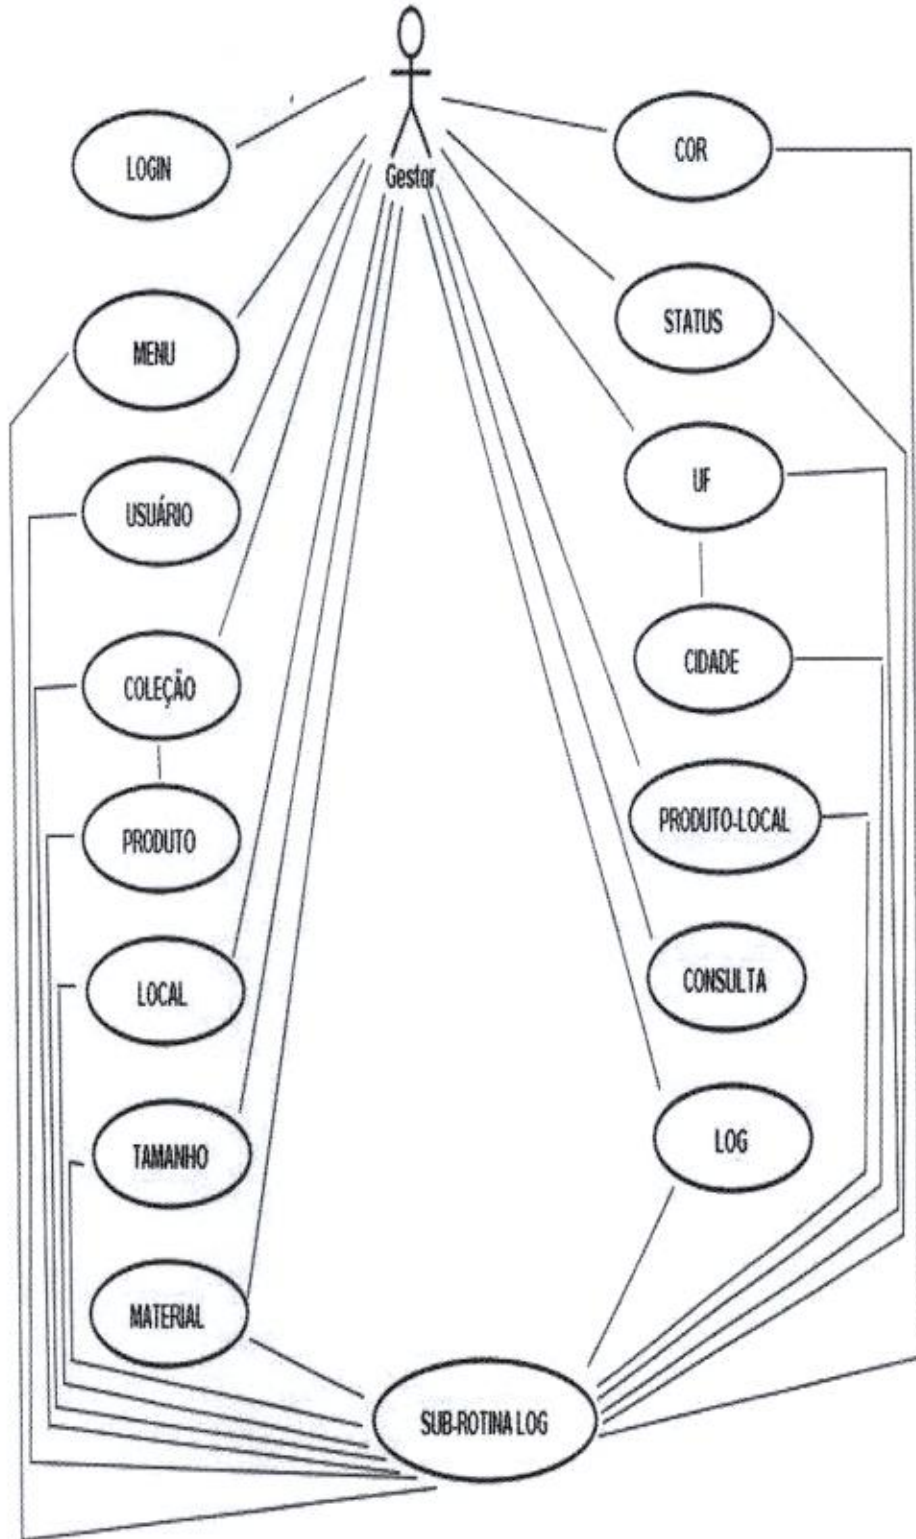 Gestor
LOGIN
MENU
USUÁRIO
COLEÇÃO
PRODUTO
LOCAL
TAMANHO
MATERIAL
COR
STATUS
UF
CIDADE
PRODUTO-LOCAL
CONSULTA
LOG
SUB-ROTINA LOG